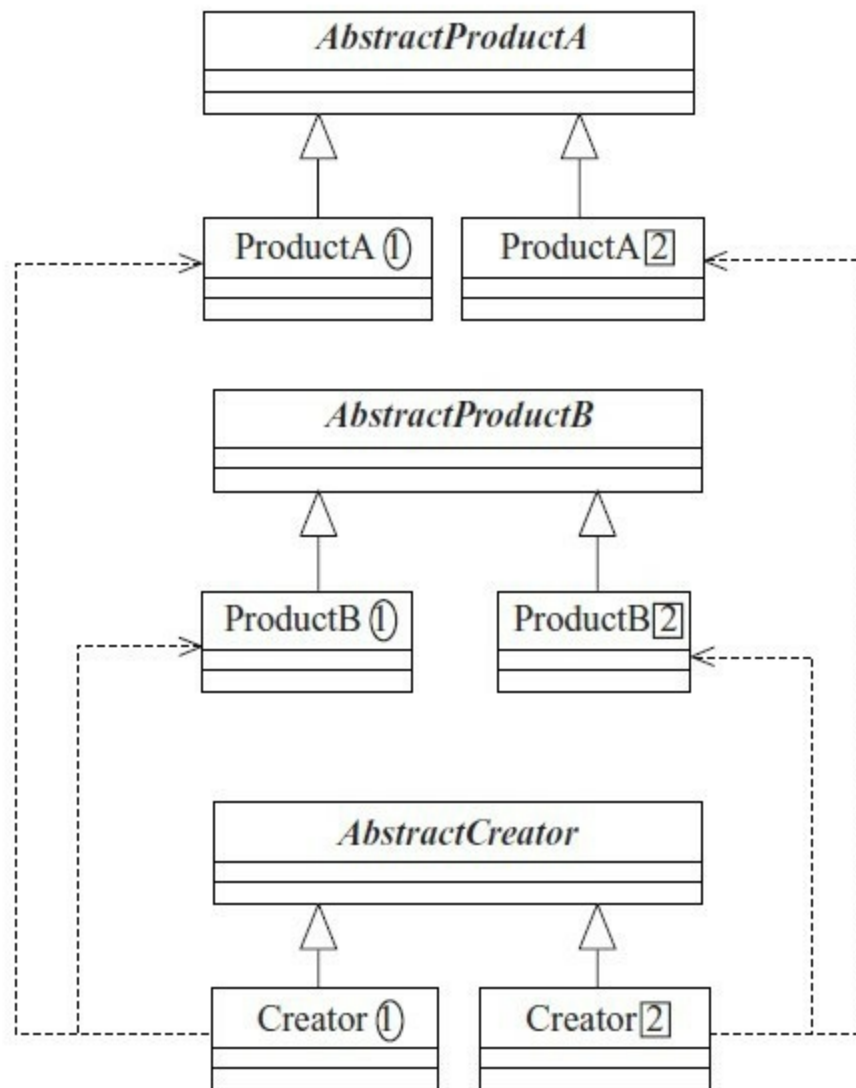 AbstractProductA
ProductA 1
ProductA 2
AbstractProductB
ProductB 1
ProductB 2
AbstractCreator
Creator 1
Creator 2